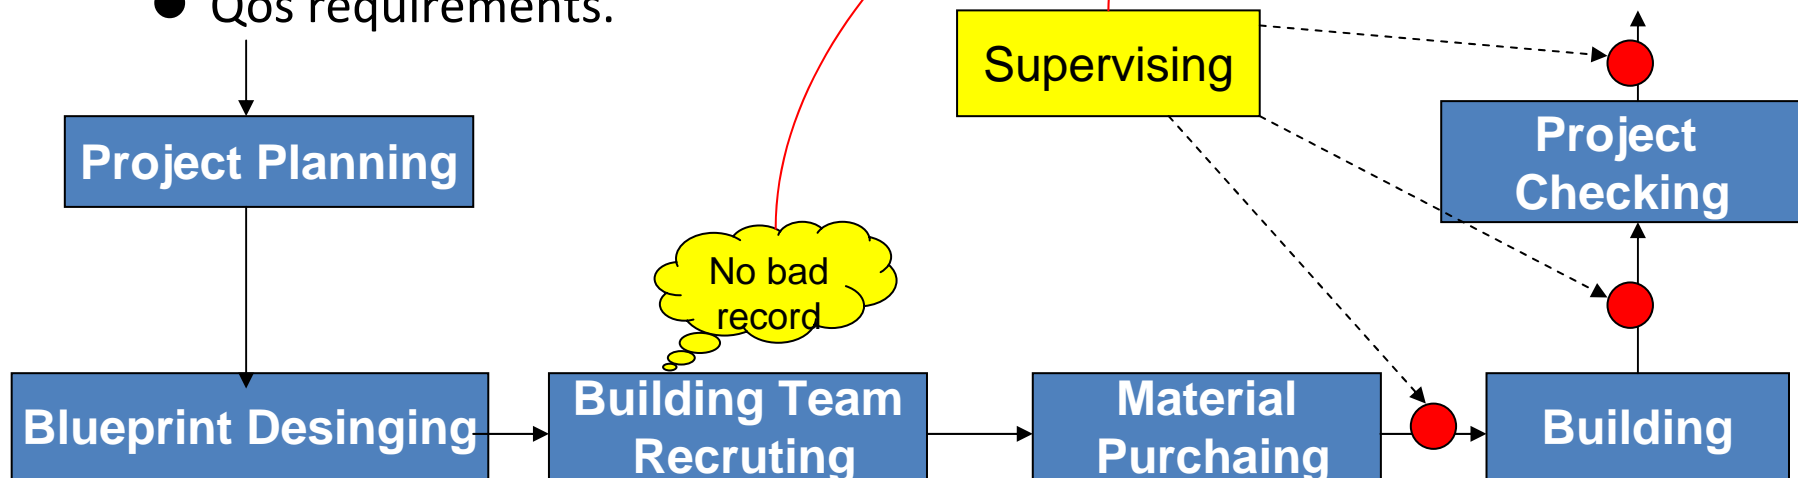 Qos requirements.
Supervising
Project Planning
Project
Checking
No bad
record
Blueprint Desinging
Building Team
Recruting
Material
Purchaing
Building